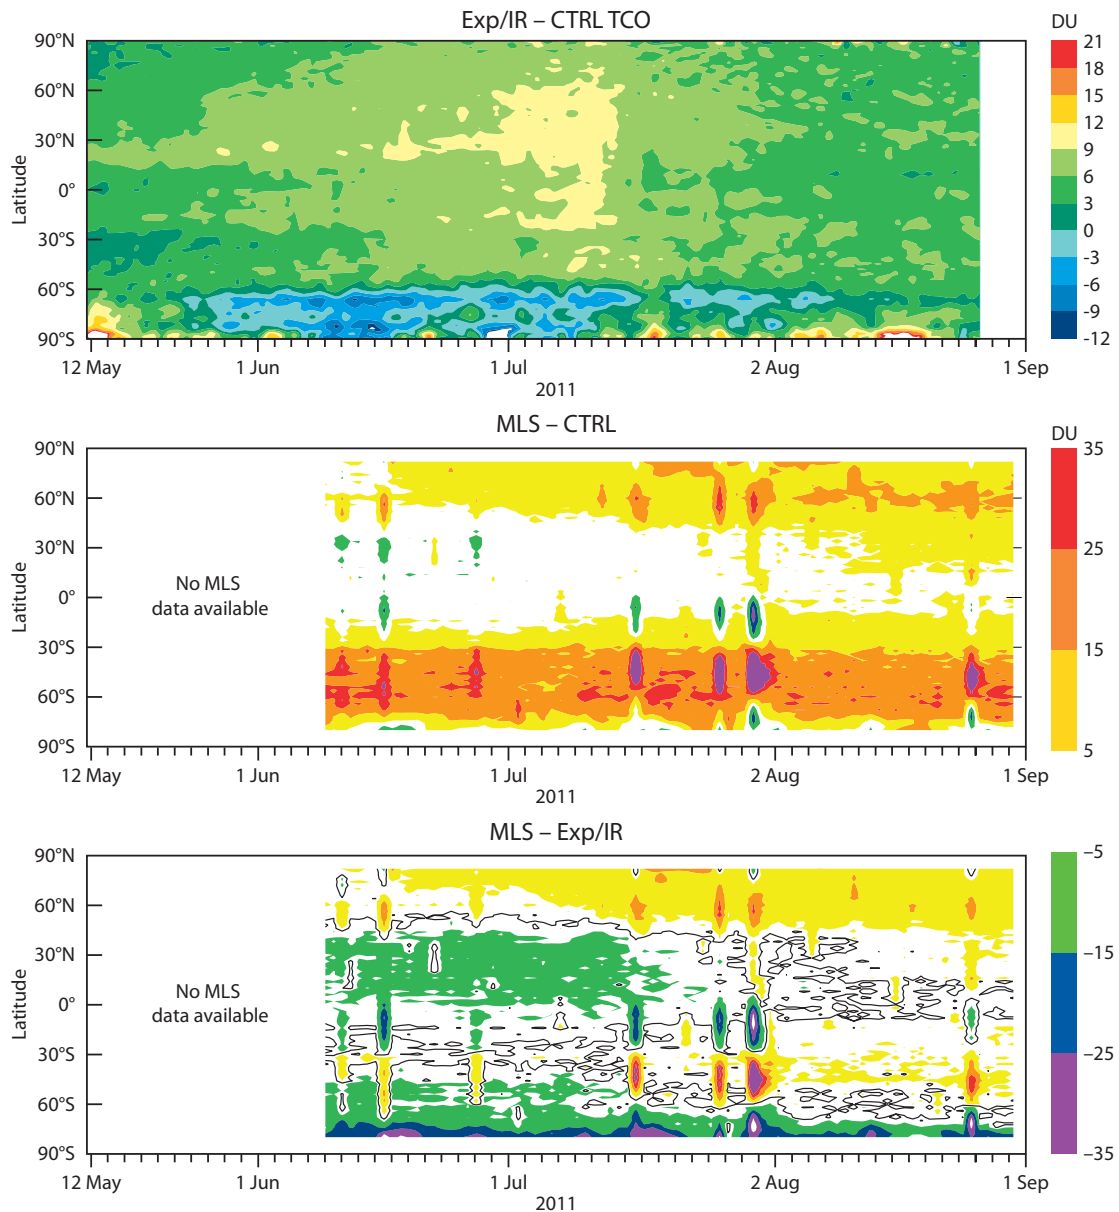 Exp/IR – CTRL TCO
DU
90°N
60°N
30°N
0°
30°S
60°S
90°S
Latitude
21
18
15
12
9
6
3
0
-3
-6
-9
-12
12 May
1 Jun
1 Jul
2 Aug
1 Sep
2011
MLS – CTRL
DU
90°N
60°N
30°N
0°
30°S
60°S
90°S
Latitude
No MLS
data available
35
25
15
5
12 May
1 Jun
1 Jul
2 Aug
1 Sep
2011
MLS – Exp/IR
90°N
60°N
30°N
0°
30°S
60°S
90°S
Latitude
No MLS
data available
–5
–15
–25
–35
12 May
1 Jun
1 Jul
2 Aug
1 Sep
2011